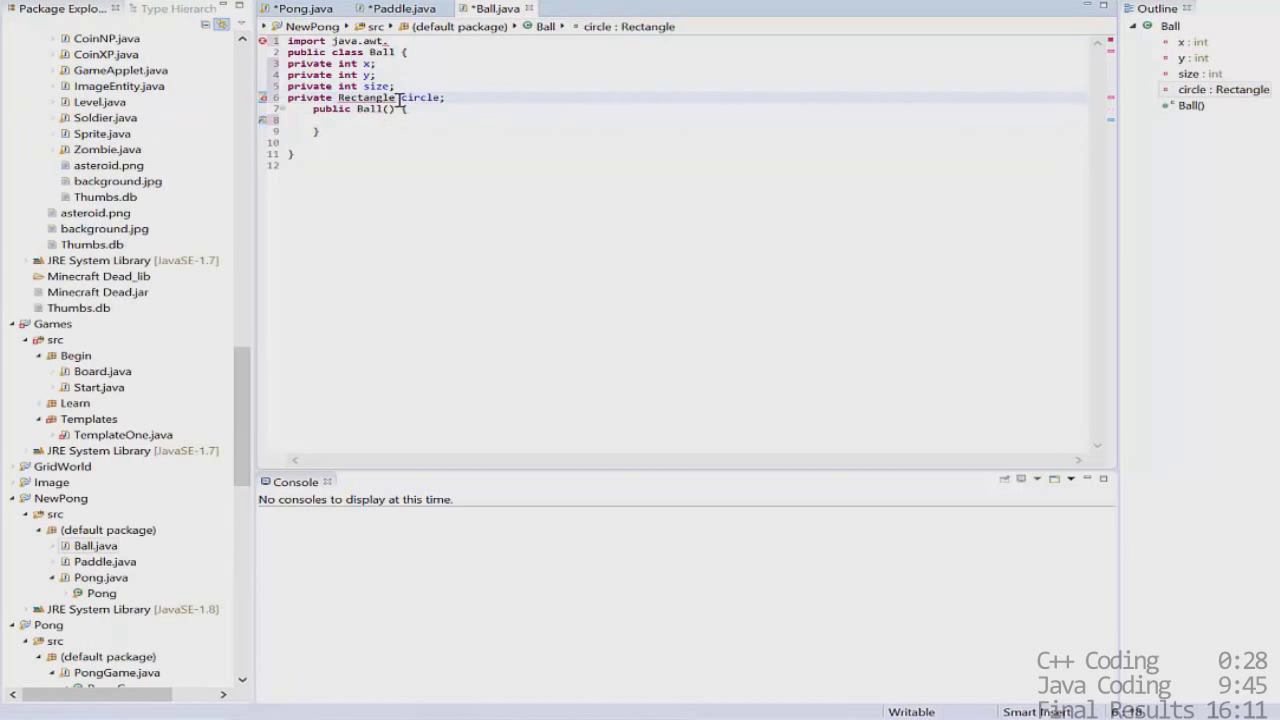 Package Explo...
Type Hierarch
CoinNP.java
CoinXP.java
GameApplet.java
ImageEntity.java
Level.java
Soldier.java
Sprite.java
Zombie.java
asteroid.png
background.jpg
Thumbs.db
asteroid.png
background.jpg
Thumbs.db
JRE System Library [JavaSE-1.7]
Minecraft Dead_lib
Minecraft Dead.jar
Thumbs.db
Games
src
Begin
Board.java
Start.java
Learn
Templates
TemplateOne.java
JRE System Library [JavaSE-1.7]
GridWorld
Image
NewPong
src
(default package)
Ball.java
Paddle.java
Pong.java
Pong
JRE System Library [JavaSE-1.8]
Pong
src
(default package)
PongGame.java
*Pong.java
*Paddle.java
*Ball.java
NewPong
src
(default package)
Ball
circle: Rectangle
1 import java.awt.
2 public class Ball {
3 private int x;
4 private int y;
5 private int size;
6 private Rectangle circle;
7 public Ball() {
8
9 }
10
11 }
12
Console
No consoles to display at this time.
Outline
Ball
x : int
y : int
size : int
circle : Rectangle
Ball()
C++ Coding 0:28
Java Coding 9:45
Final Results 16:11
Writable
Smart Insert